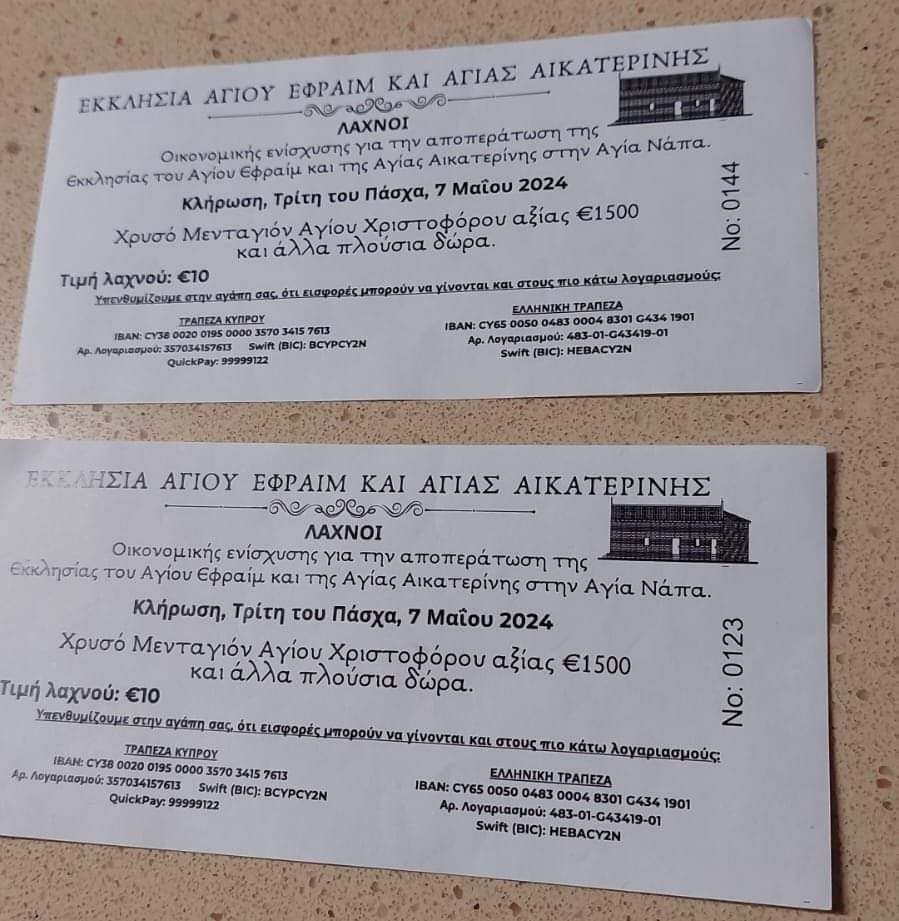 ΕΚΚΛΗΣΙΑ ΑΓΙΟΥ ΕΦΡΑΙΜ ΚΑΙ ΑΓΙΑΣ ΑΙΚΑΤΕΡΙΝΗΣ
ΛΑΧΝΟΙ
Οικονομικής ενίσχυσης για την αποπεράτωση της
Εκκλησίας του Αγίου Εφραίμ και της Αγίας Αικατερίνης στην Αγία Νάπα.
Κλήρωση, Τρίτη του Πάσχα, 7 Μαΐου 2024
Χρυσό Μενταγιόν Αγίου Χριστοφόρου αξίας €1500
και άλλα πλούσια δώρα.
No: 0144
Τιμή λαχνού: €10
Υπενθυμίζουμε στην αγάπη σας, ότι εισφορές μπορούν να γίνονται και στους πιο κάτω λογαριασμούς:
ΤΡΑΠΕΖΑ ΚΥΠΡΟΥ
IBAN: CY38 0020 0195 0000 3570 3415 7613
Αρ. Λογαριασμού: 357034157613 Swift (BIC): BCYPCY2N
QuickPay: 99999122
ΕΛΛΗΝΙΚΗ ΤΡΑΠΕΖΑ
IBAN: CY65 0050 0483 0004 8301 G434 1901
Αρ. Λογαριασμού: 483-01-G43419-01
Swift (BIC): HEBACY2N
ΕΚΚΛΗΣΙΑ ΑΓΙΟΥ ΕΦΡΑΙΜ ΚΑΙ ΑΓΙΑΣ ΑΙΚΑΤΕΡΙΝΗΣ
ΛΑΧΝΟΙ
Οικονομικής ενίσχυσης για την αποπεράτωση της
Εκκλησίας του Αγίου Εφραίμ και της Αγίας Αικατερίνης στην Αγία Νάπα.
Κλήρωση, Τρίτη του Πάσχα, 7 Μαΐου 2024
Χρυσό Μενταγιόν Αγίου Χριστοφόρου αξίας €1500
και άλλα πλούσια δώρα.
No: 0123
Τιμή λαχνού: €10
Υπενθυμίζουμε στην αγάπη σας, ότι εισφορές μπορούν να γίνονται και στους πιο κάτω λογαριασμούς:
ΤΡΑΠΕΖΑ ΚΥΠΡΟΥ
IBAN: CY38 0020 0195 0000 3570 3415 7613
Αρ. Λογαριασμού: 357034157613 Swift (BIC): BCYPCY2N
QuickPay: 99999122
ΕΛΛΗΝΙΚΗ ΤΡΑΠΕΖΑ
IBAN: CY65 0050 0483 0004 8301 G434 1901
Αρ. Λογαριασμού: 483-01-G43419-01
Swift (BIC): HEBACY2N